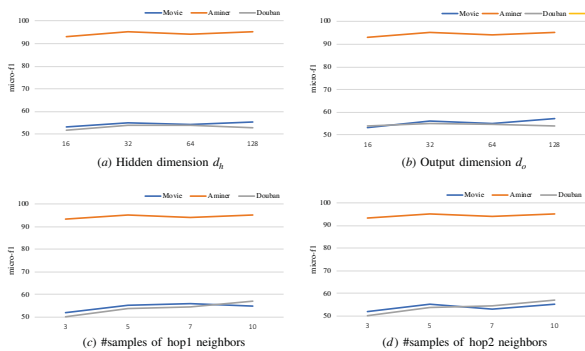 Movie Aminer Douban
micro-f1
100
90
80
70
60
50
16 32 64 128
(a) Hidden dimension dh
Movie Aminer Douban
micro-f1
100
90
80
70
60
50
16 32 64 128
(b) Output dimension do
Movie Aminer Douban
micro-f1
100
90
80
70
60
50
3 5 7 10
(c) #samples of hop1 neighbors
Movie Aminer Douban
micro-f1
100
90
80
70
60
50
3 5 7 10
(d) #samples of hop2 neighbors